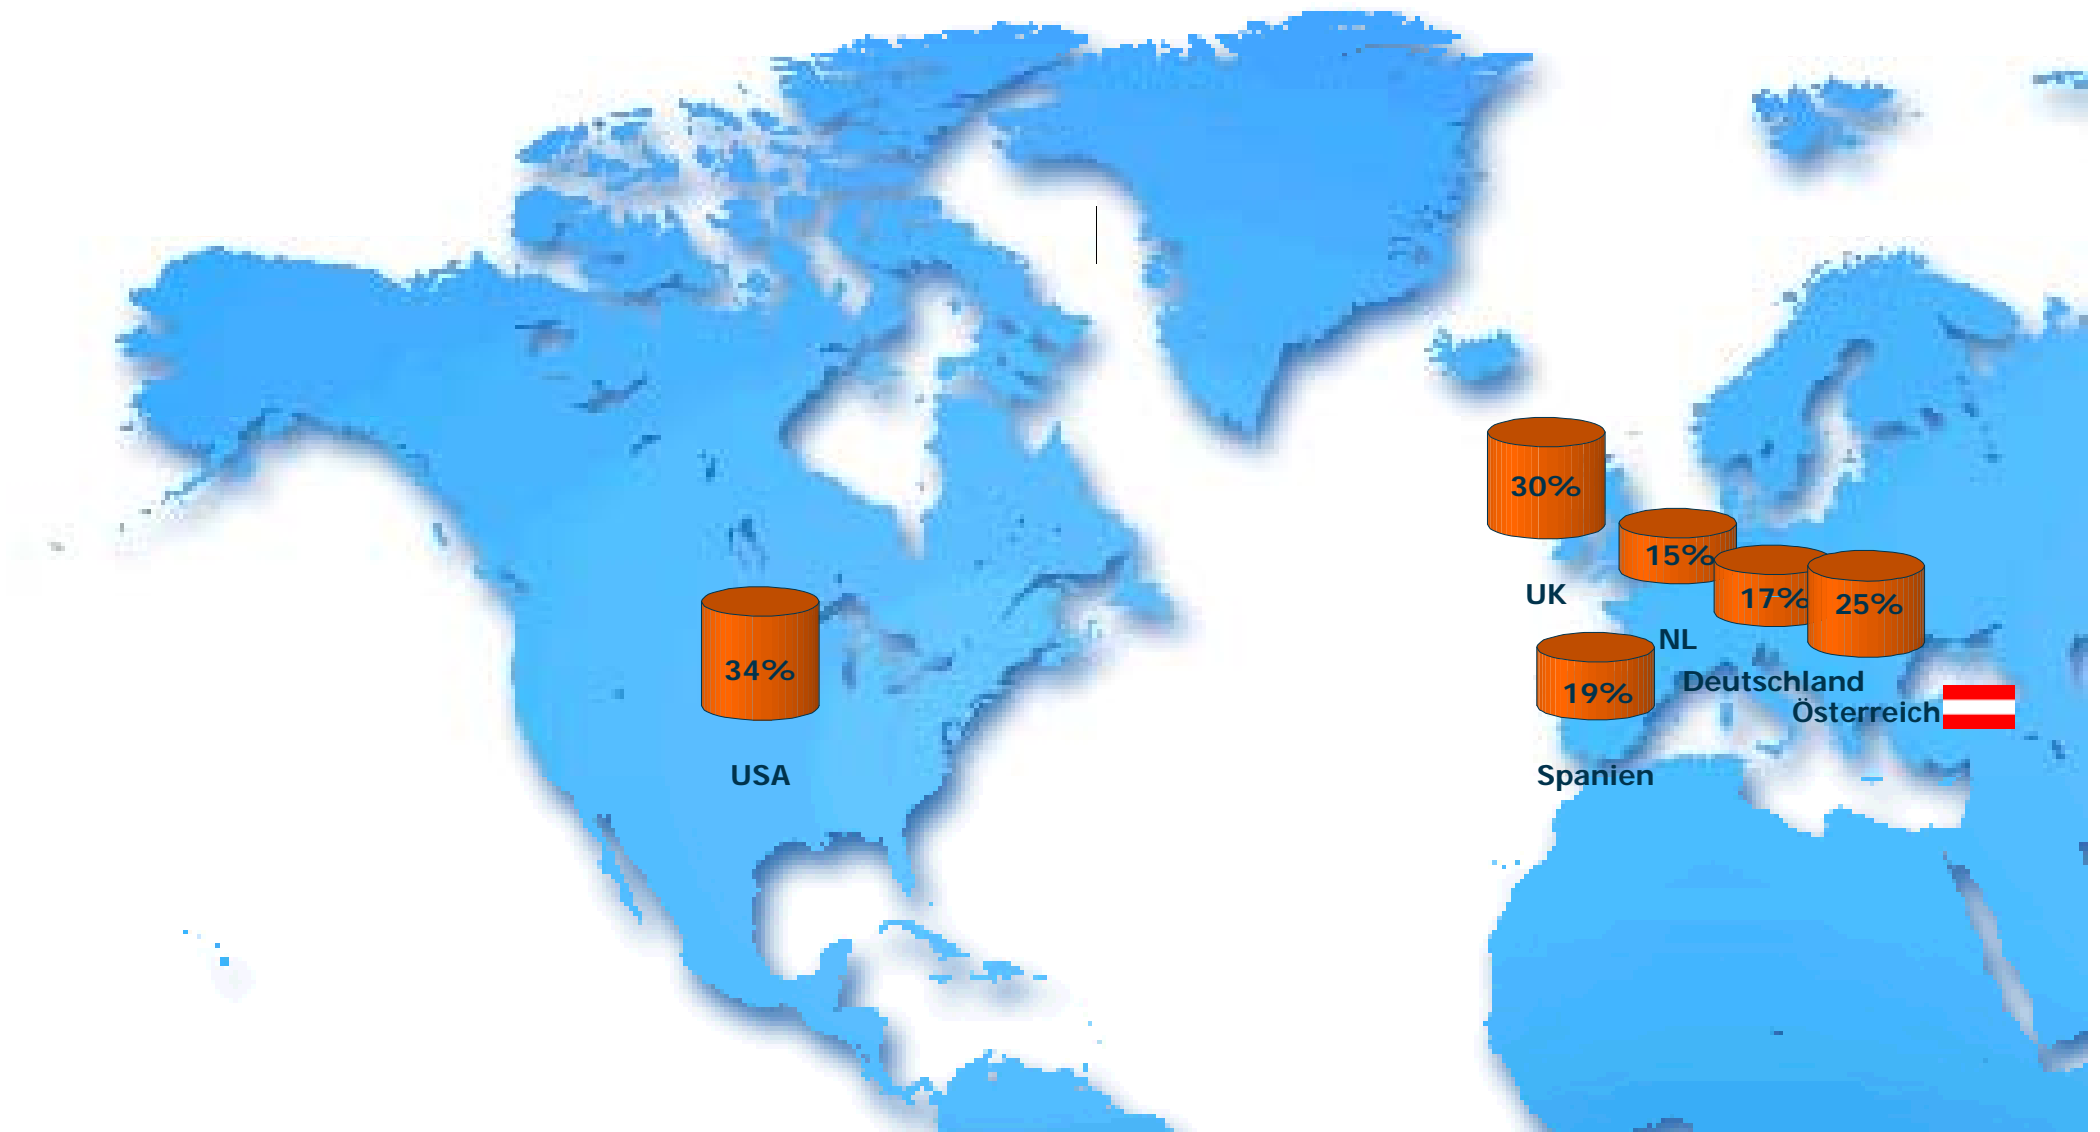 30%
15%
17%
25%
UK
NL
34%
19%
Deutschland
Österreich
USA
Spanien